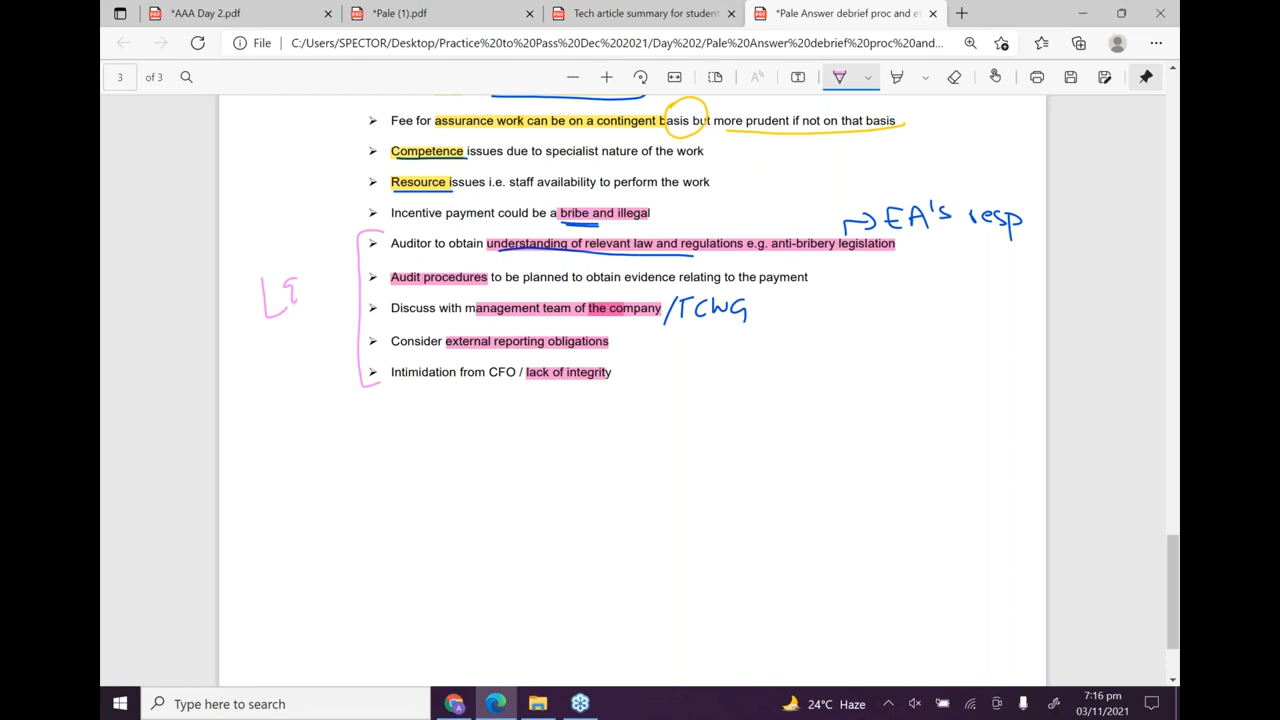 *AAA Day 2.pdf
*Pale (1).pdf
Tech article summary for student
*Pale Answer debrief proc and et
File
C:/Users/SPECTOR/Desktop/Practice%20to%20Pass%20Dec%202021/Day%202/Pale%20Answer%20debrief%20proc%20and...
3 of 3
Fee for assurance work can be on a contingent basis but more prudent if not on that basis
Competence issues due to specialist nature of the work
Resource issues i.e. staff availability to perform the work
Incentive payment could be a bribe and illegal
EA's resp
Auditor to obtain understanding of relevant law and regulations e.g. anti-bribery legislation
Audit procedures to be planned to obtain evidence relating to the payment
Discuss with management team of the company /TCWG
Consider external reporting obligations
Intimidation from CFO / lack of integrity
Type here to search
24°C Haze
7:16 pm
03/11/2021